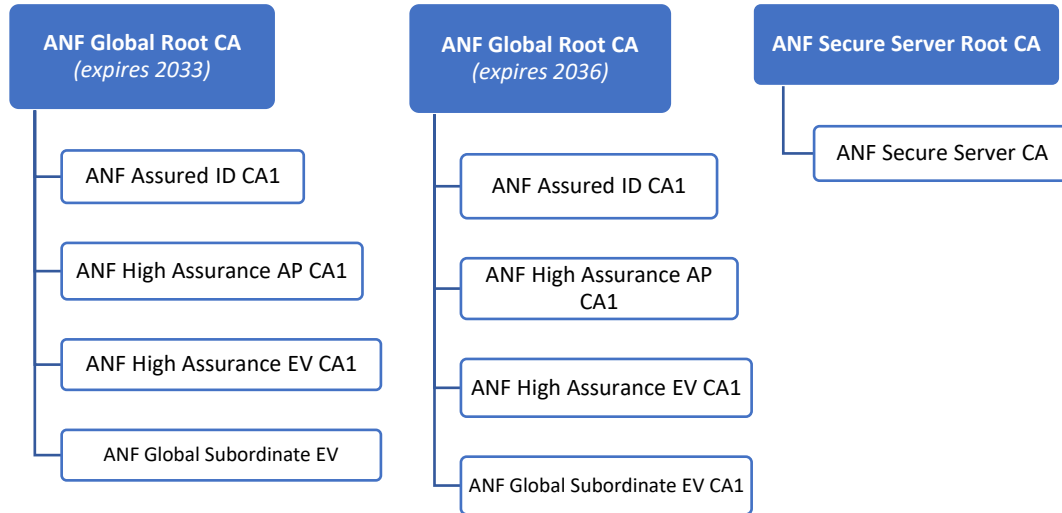 ANF Global Root CA
(expires 2033)
ANF Assured ID CA1
ANF High Assurance AP CA1
ANF High Assurance EV CA1
ANF Global Subordinate EV
ANF Global Root CA
(expires 2036)
ANF Assured ID CA1
ANF High Assurance AP
CA1
ANF High Assurance EV CA1
ANF Global Subordinate EV CA1
ANF Secure Server Root CA
ANF Secure Server CA